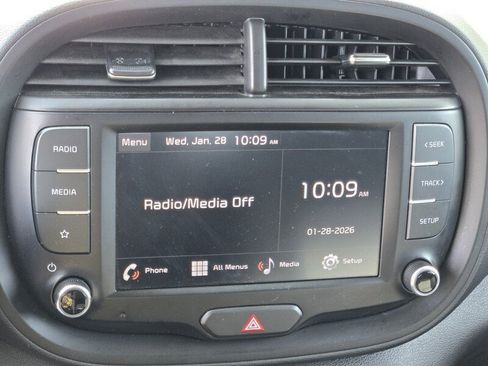 Menu Wed, Jan. 28 10:09 AM
RADIO
MEDIA
Radio/Media Off
10:09 AM
01-28-2026
Phone
All Menus
Media
Setup
< SEEK
TRACK >
SETUP